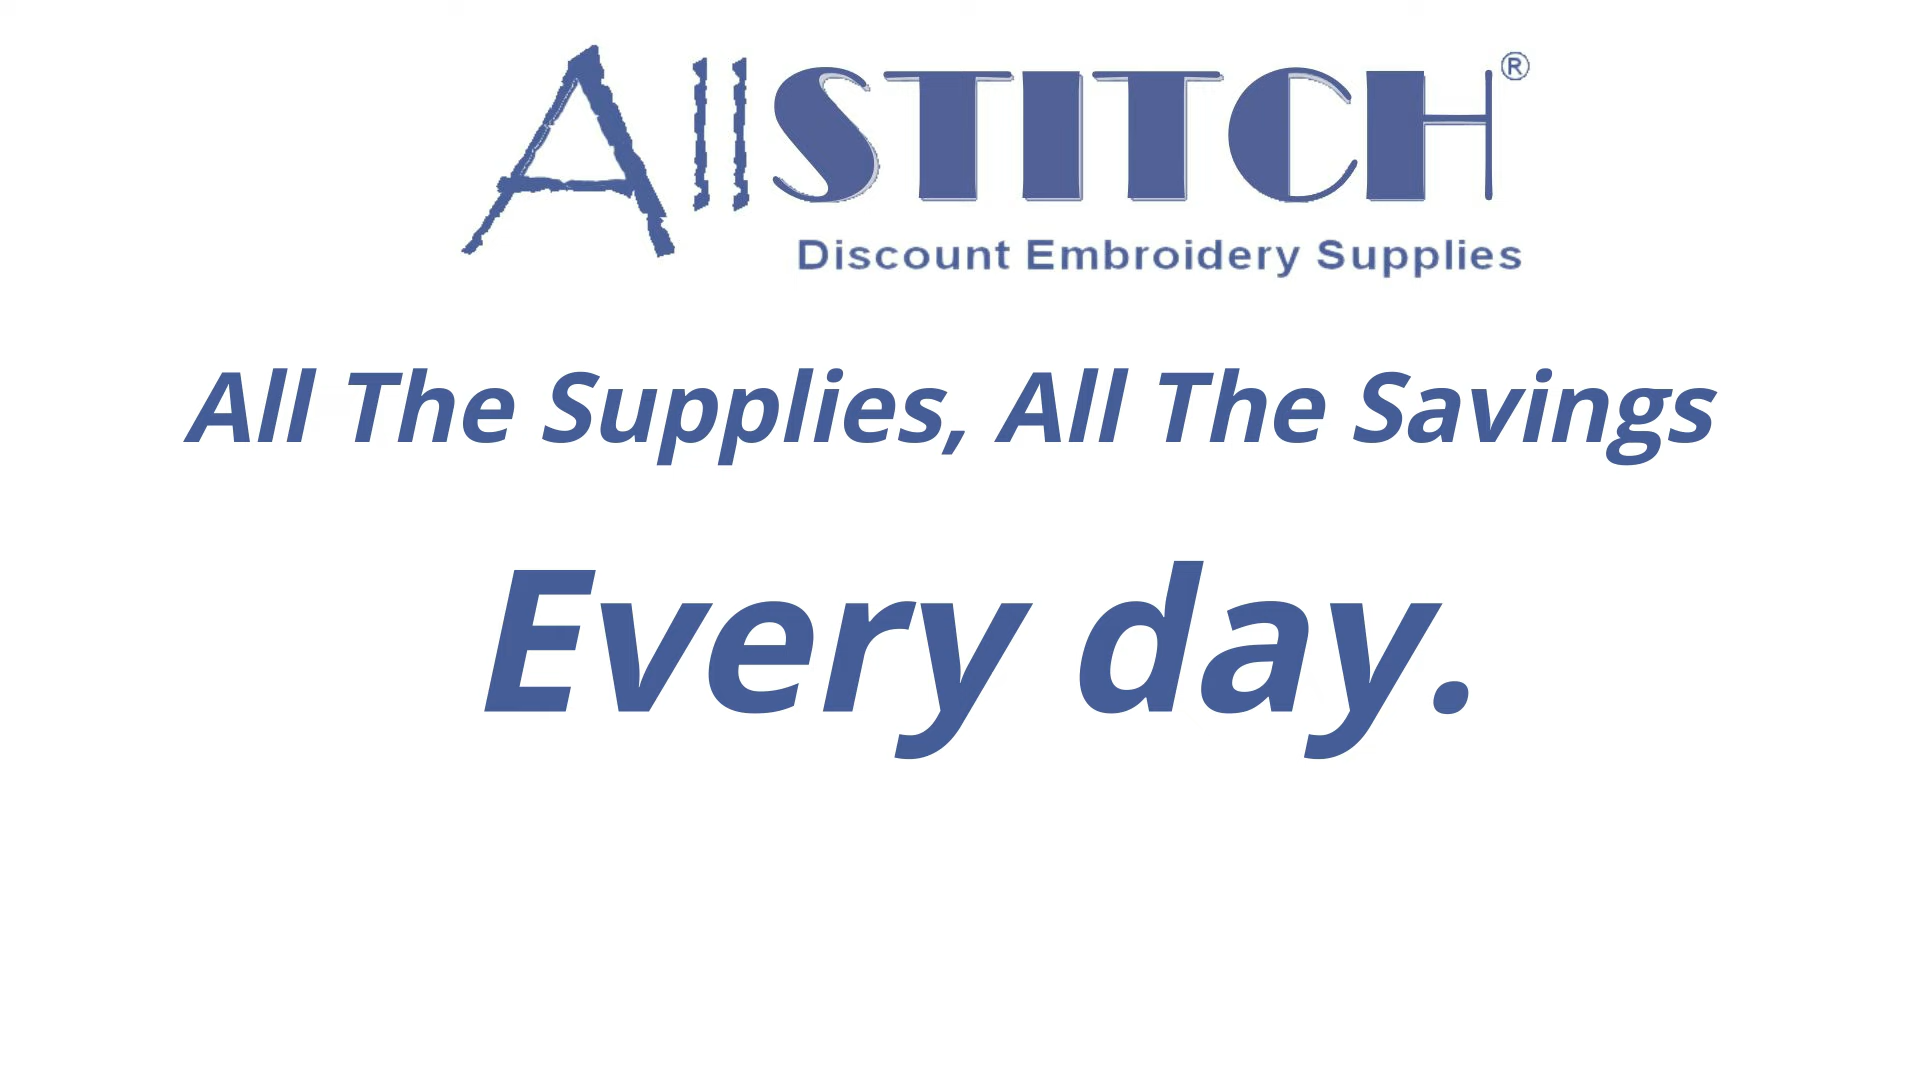 AllSTITCH®
Discount Embroidery Supplies
All The Supplies, All The Savings
Every day.